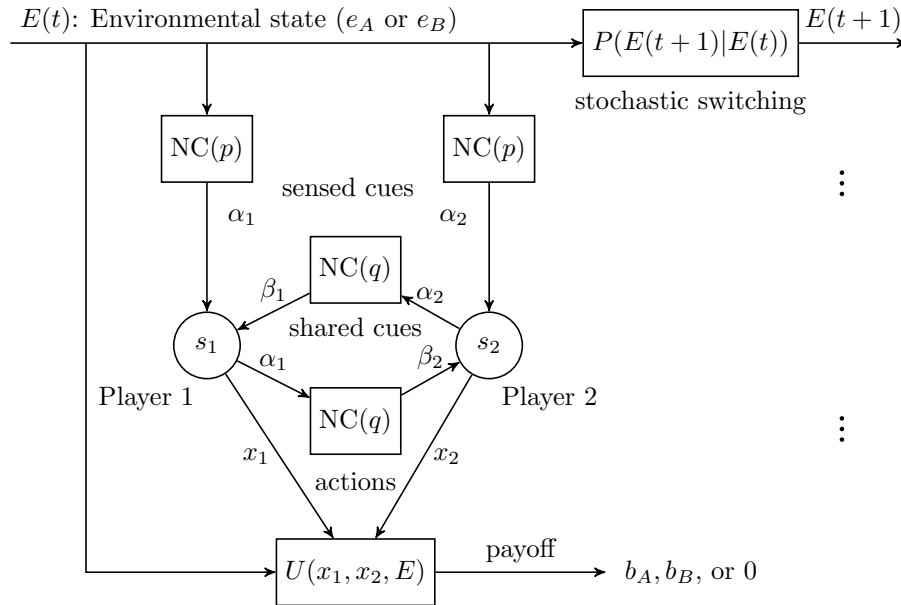 E(t): Environmental state (e_A or e_B)
E(t + 1)
P(E(t + 1)|E(t))
stochastic switching
NC(p)
NC(p)
sensed cues
α_1
α_2
NC(q)
β_1
α_2
shared cues
s_1
s_2
α_1
β_2
Player 1
Player 2
NC(q)
x_1
x_2
actions
U(x_1, x_2, E)
payoff
b_A, b_B, or 0